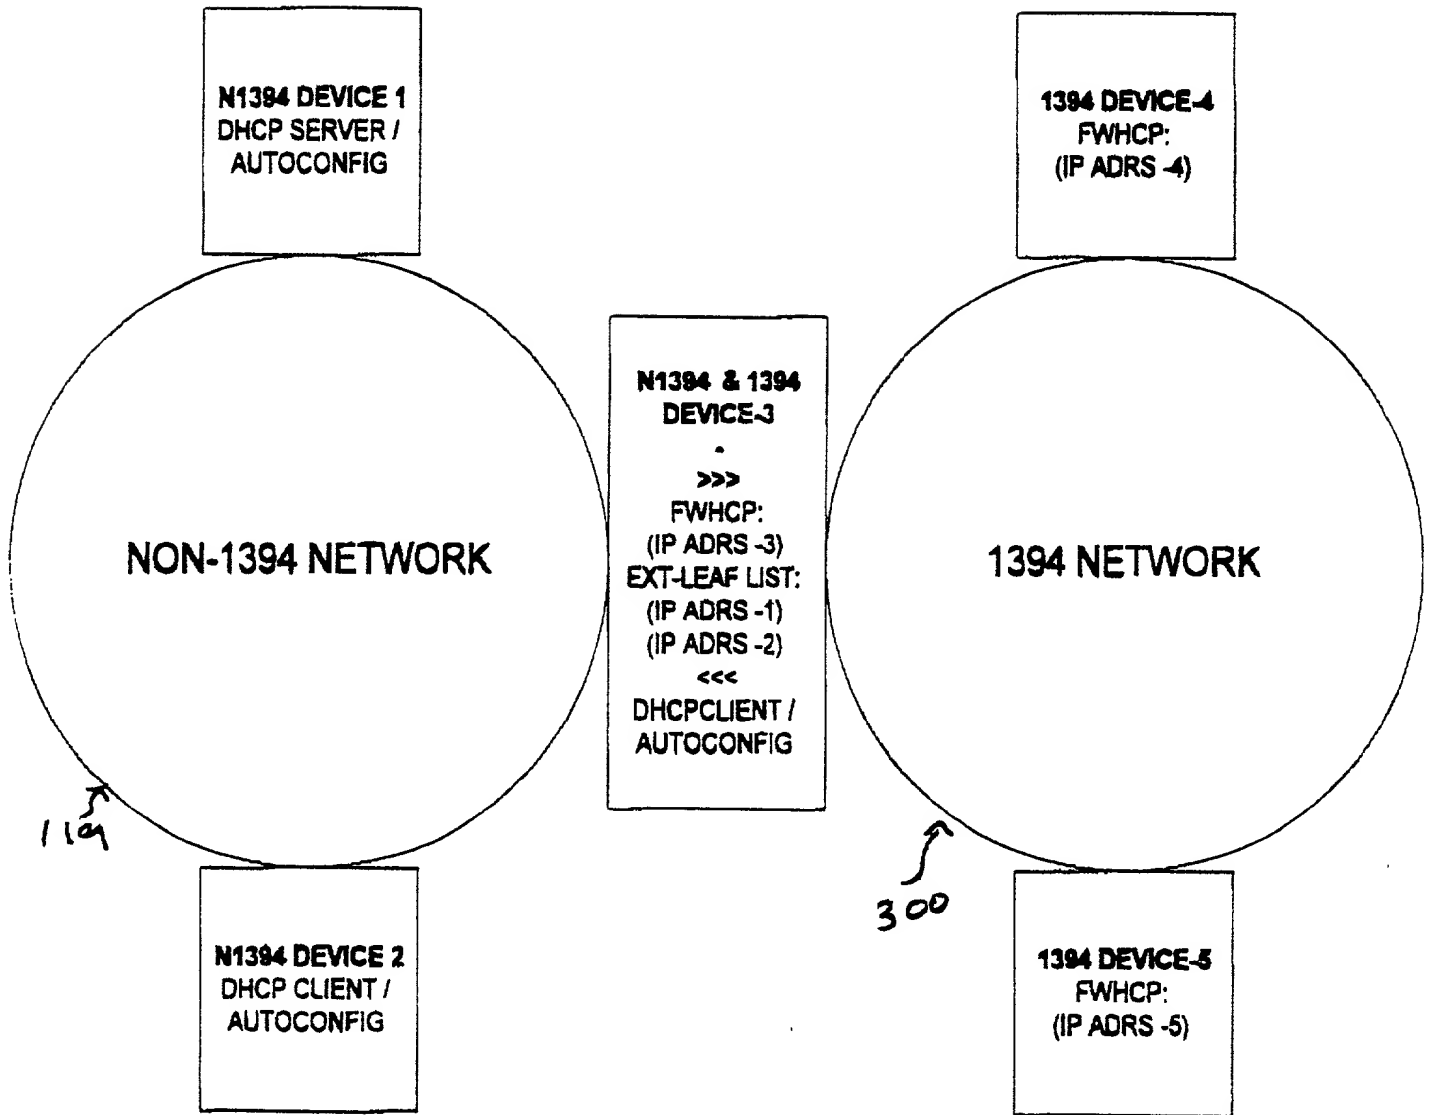 N1394 DEVICE 1
DHCP SERVER /
AUTOCONFIG
1394 DEVICE-4
FWHCP:
(IP ADRS -4)
N1394 & 1394
DEVICE-3
-
>>>
FWHCP:
(IP ADRS -3)
EXT-LEAF LIST:
(IP ADRS -1)
(IP ADRS -2)
<<<
DHCPCLIENT /
AUTOCONFIG
NON-1394 NETWORK
1394 NETWORK
119
300
N1394 DEVICE 2
DHCP CLIENT /
AUTOCONFIG
1394 DEVICE-5
FWHCP:
(IP ADRS -5)